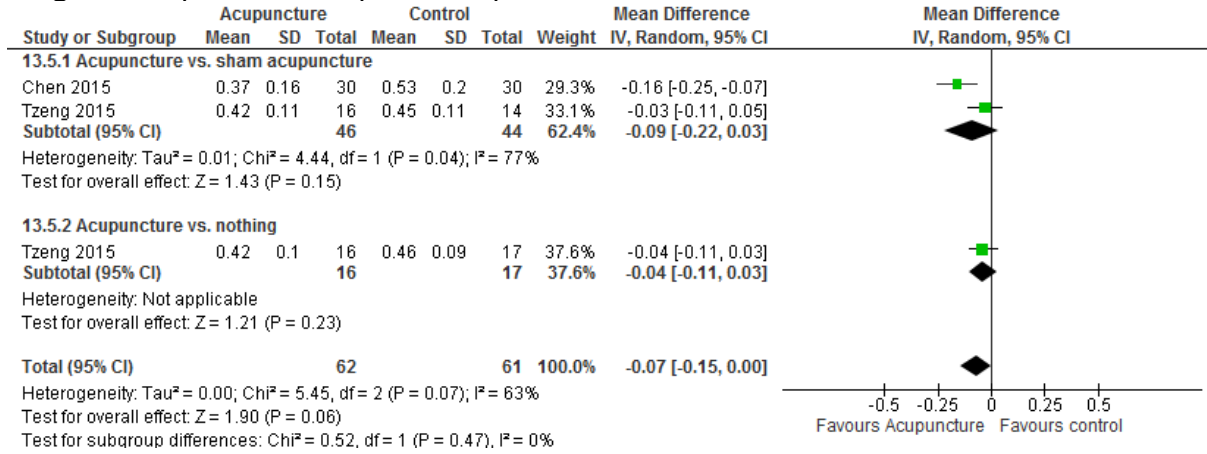 Acupuncture Control Mean Difference Mean Difference
Study or Subgroup Mean SD Total Mean SD Total Weight IV, Random, 95% CI IV, Random, 95% CI
13.5.1 Acupuncture vs. sham acupuncture
Chen 2015 0.37 0.16 30 0.53 0.2 30 29.3% -0.16 [-0.25, -0.07]
Tzeng 2015 0.42 0.11 16 0.45 0.11 14 33.1% -0.03 [-0.11, 0.05]
Subtotal (95% CI) 46 44 62.4% -0.09 [-0.22, 0.03]
Heterogeneity: Tau² = 0.01; Chi² = 4.44, df = 1 (P = 0.04); I² = 77%
Test for overall effect: Z = 1.43 (P = 0.15)
13.5.2 Acupuncture vs. nothing
Tzeng 2015 0.42 0.1 16 0.46 0.09 17 37.6% -0.04 [-0.11, 0.03]
Subtotal (95% CI) 16 17 37.6% -0.04 [-0.11, 0.03]
Heterogeneity: Not applicable
Test for overall effect: Z = 1.21 (P = 0.23)
Total (95% CI) 62 61 100.0% -0.07 [-0.15, 0.00]
Heterogeneity: Tau² = 0.00; Chi² = 5.45, df = 2 (P = 0.07); I² = 63%
Test for overall effect: Z = 1.90 (P = 0.06)
Test for subgroup differences: Chi² = 0.52, df = 1 (P = 0.47), I² = 0%
-0.5 -0.25 0 0.25 0.5
Favours Acupuncture Favours control